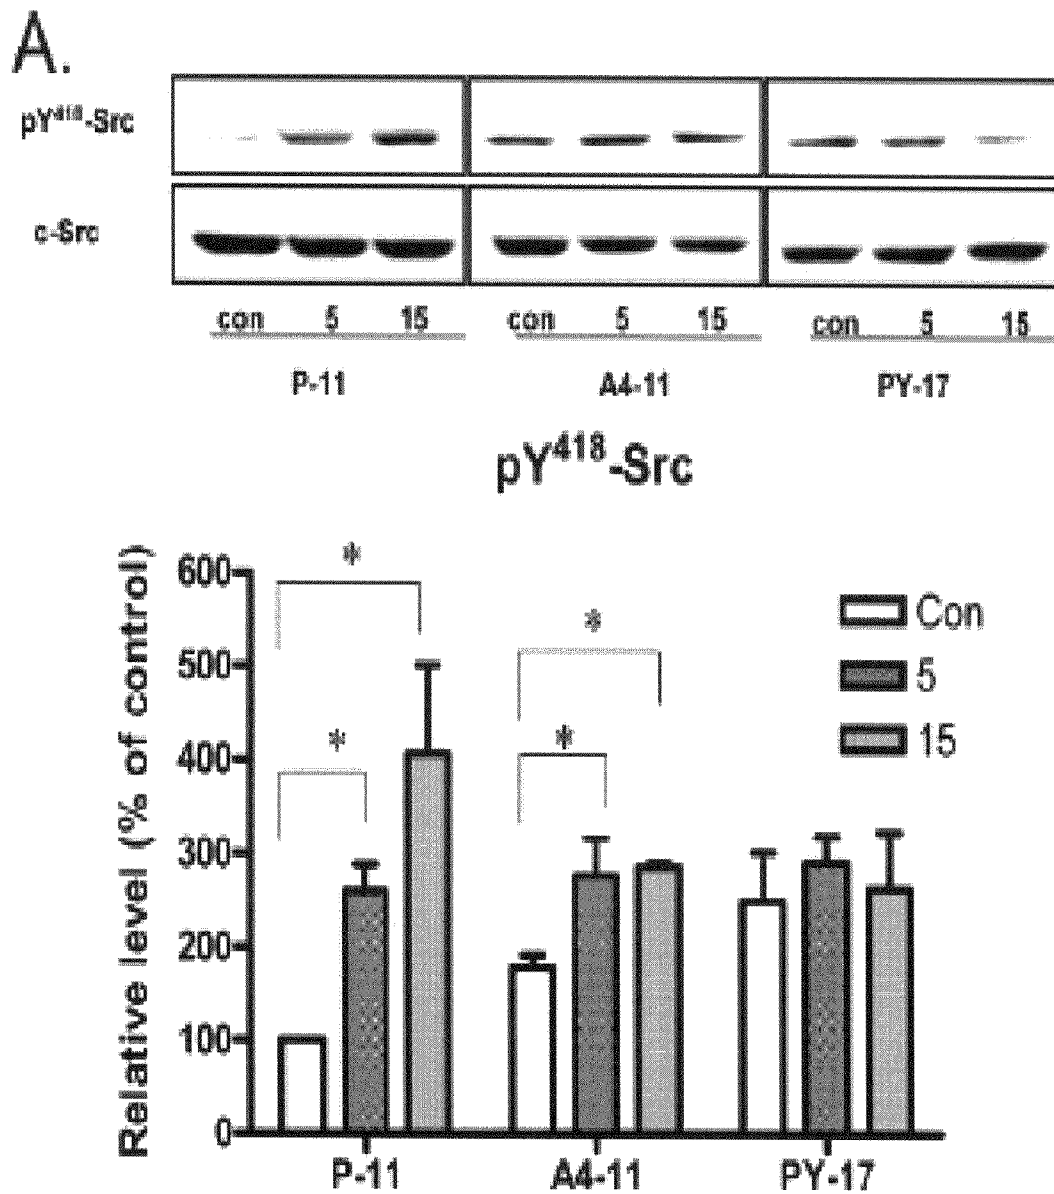 A.
pY⁴¹⁸-Src
c-Src
con 5 15 con 5 15 con 5 15
P-11 A4-11 PY-17
pY⁴¹⁸-Src
Relative level (% of control)
600
500
400
300
200
100
0
* * * *
Con
5
15
P-11 A4-11 PY-17